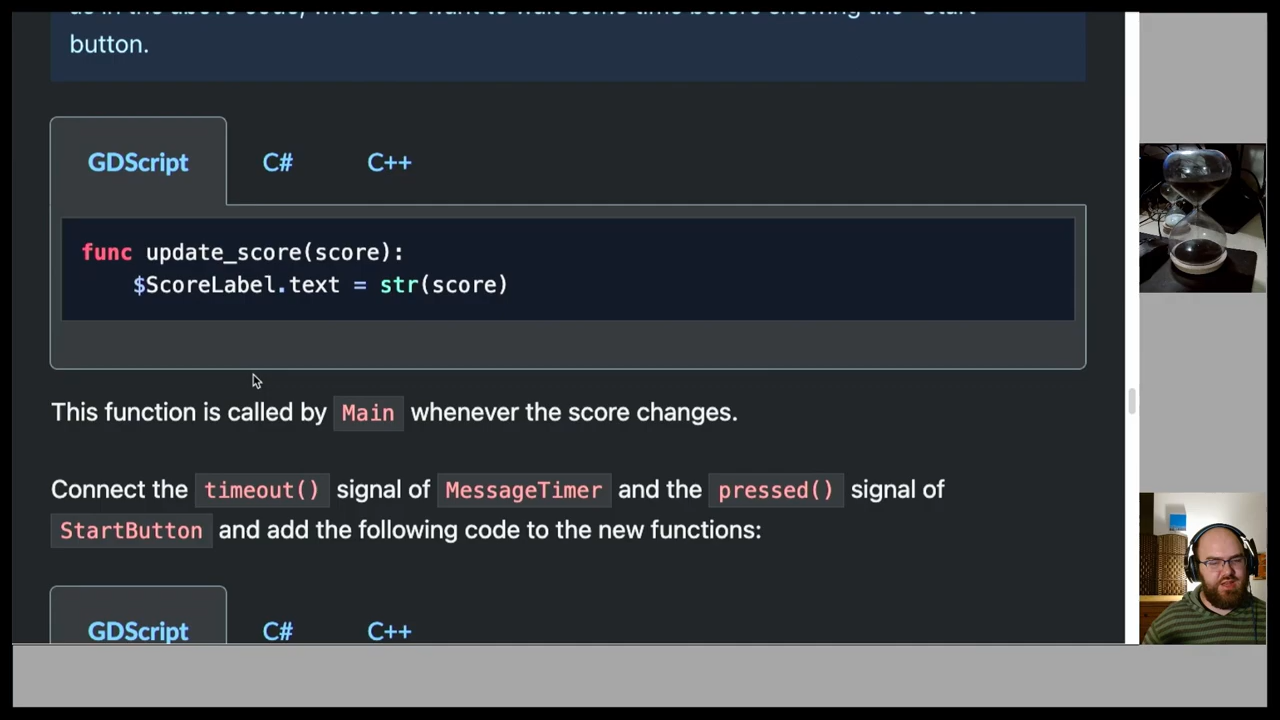 button.
GDScript C# C++
func update_score(score):
$ScoreLabel.text = str(score)
This function is called by Main whenever the score changes.
Connect the timeout() signal of MessageTimer and the pressed() signal of
StartButton and add the following code to the new functions:
GDScript C# C++